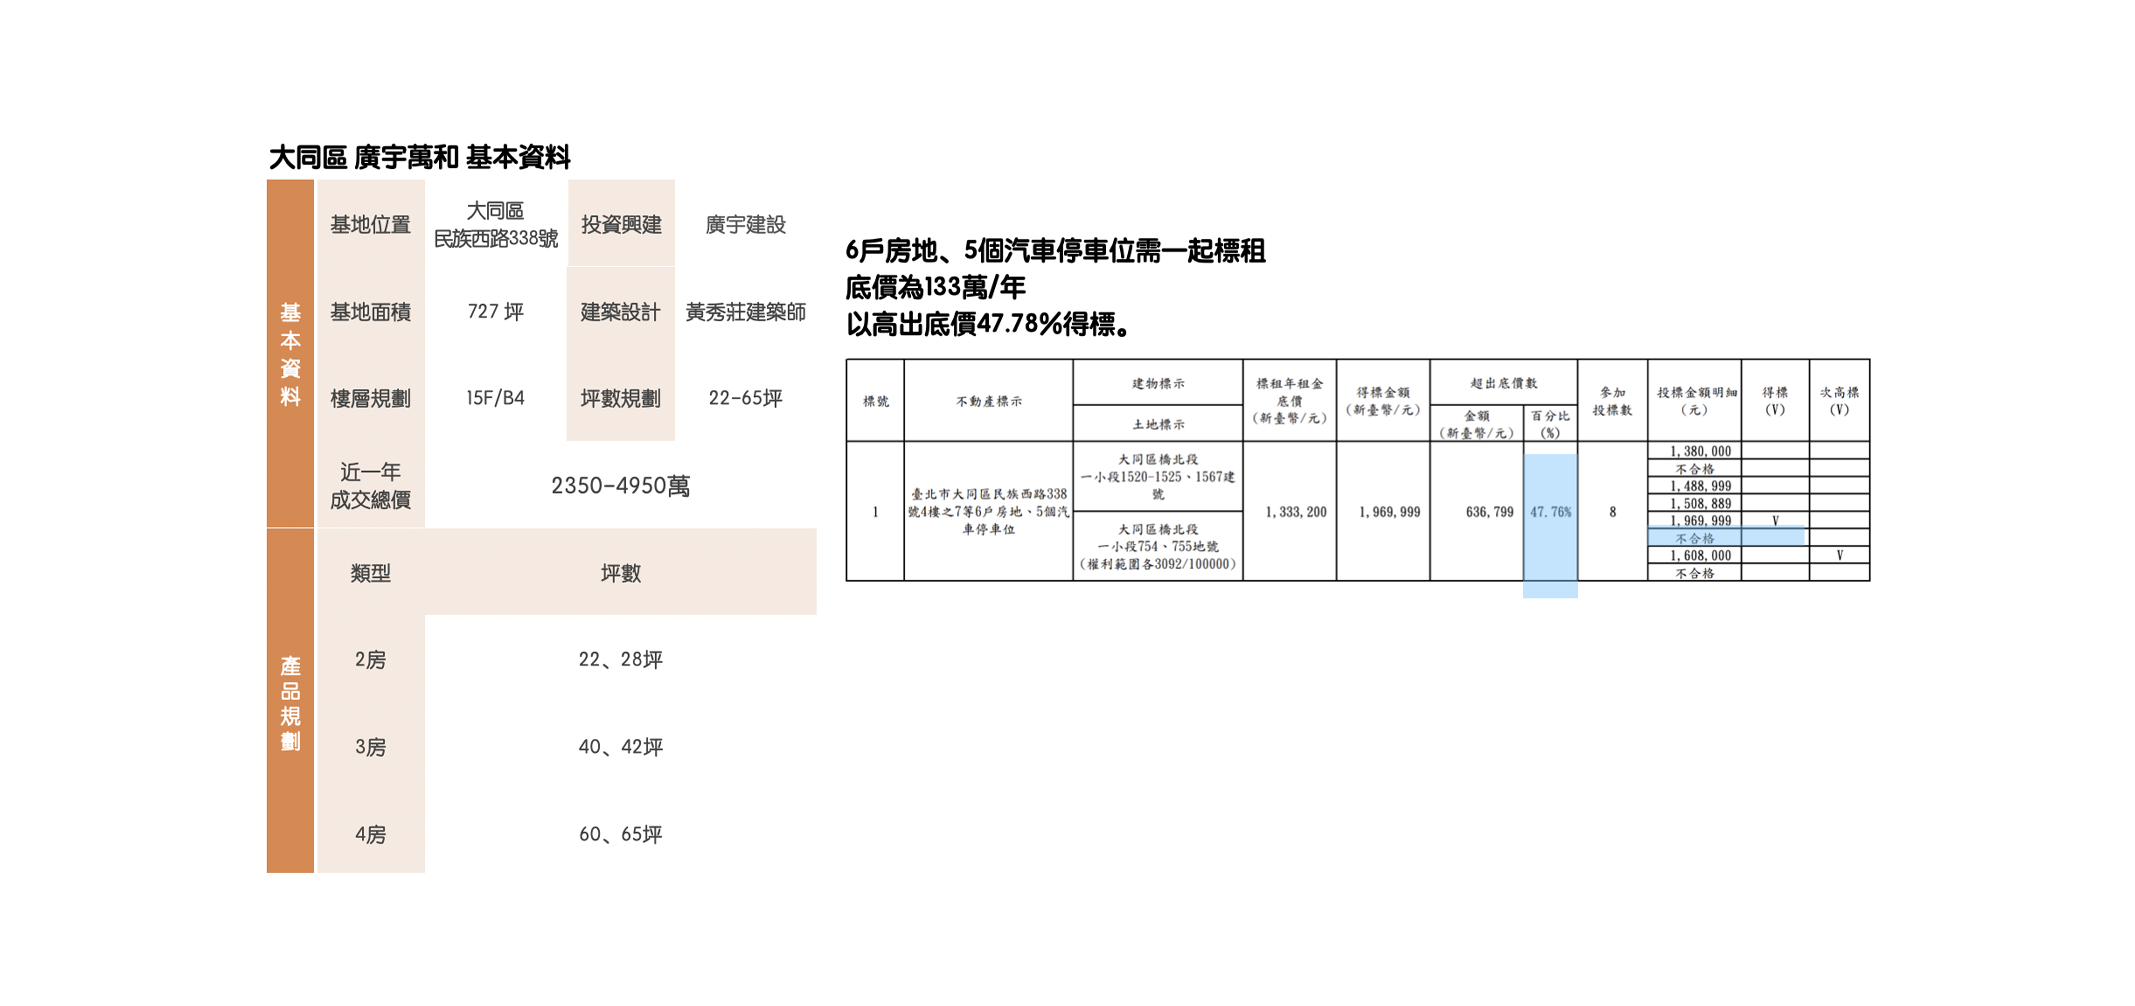 大同區 廣宇萬和 基本資料
基本資料
基地位置
大同區
民族西路338號
投資興建
廣宇建設
基地面積
727 坪
建築設計
黃秀莊建築師
樓層規劃
15F/B4
坪數規劃
22-65坪
近一年
成交總價
2350-4950萬
產品規劃
類型
坪數
2房
22、28坪
3房
40、42坪
4房
60、65坪
6戶房地、5個汽車停車位需一起標租
底價為133萬/年
以高出底價47.78%得標。
標號
不動產標示
建物標示
土地標示
標租年租金
底價
(新臺幣/元)
得標金額
(新臺幣/元)
超出底價數
金額
(新臺幣/元)
百分比
(%)
參加
投標數
投標金額明細
(元)
得標
(V)
次高標
(V)
1
臺北市大同區民族西路338
號4樓之7等6戶房地、5個汽
車停車位
大同區橋北段
一小段1520-1525、1567建
號
大同區橋北段
一小段754、755地號
(權利範圍各3092/100000)
1,333,200
1,969,999
636,799
47.76%
8
1,380,000
不合格
1,488,999
1,508,889
1,969,999
V
不合格
1,608,000
V
不合格